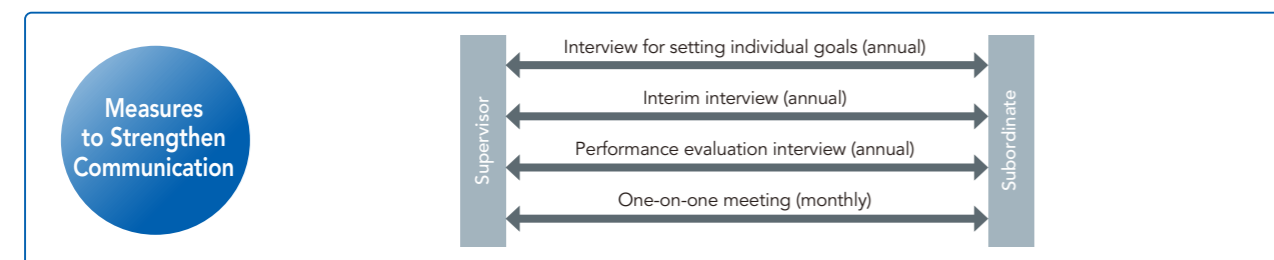 Measures
to Strengthen
Communication
Supervisor
Interview for setting individual goals (annual)
Interim interview (annual)
Performance evaluation interview (annual)
One-on-one meeting (monthly)
Subordinate